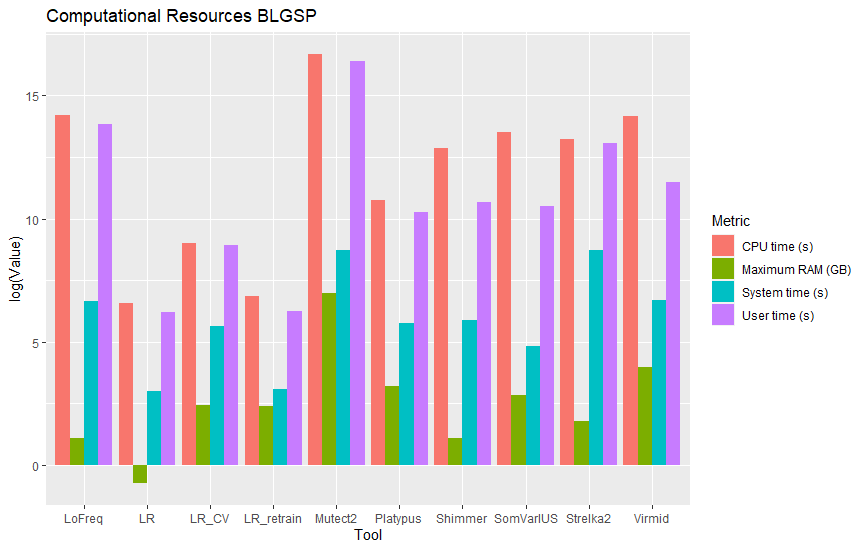 Computational Resources BLGSP
log(Value)
15
10
5
0
LoFreq LR LR_CV LR_retrain Mutect2 Platypus Shimmer SomVarIUS Strelka2 Virmid
Tool
Metric
CPU time (s)
Maximum RAM (GB)
System time (s)
User time (s)